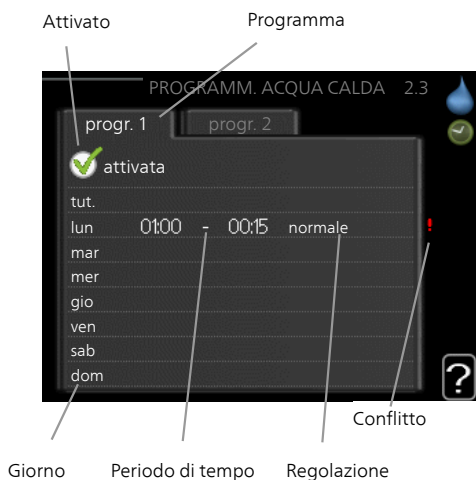 Attivato Programma
PROGRAMM. ACQUA CALDA 2.3
progr. 1 progr. 2
attivata
tut.
lun 01:00 - 00:15 normale !
mar
mer
gio
ven
sab
dom
?
Conflitto
Giorno Periodo di tempo Regolazione